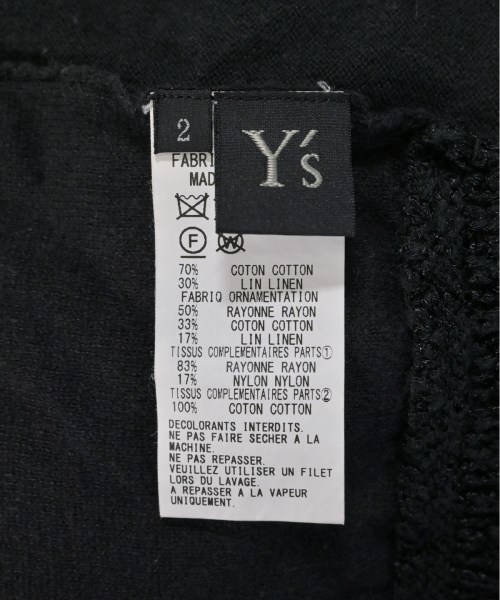 2
Y's
FABRI
MAD
F
W
70% COTON COTTON
30% LIN LINEN
FABRIQ ORNAMENTATION
50% RAYONNE RAYON
33% COTON COTTON
17% LIN LINEN
TISSUS COMPLEMENTAIRES PARTS①
83% RAYONNE RAYON
17% NYLON NYLON
TISSUS COMPLEMENTAIRES PARTS②
100% COTON COTTON
DECOLORANTS INTERDITS.
NE PAS FAIRE SECHER A LA
MACHINE.
NE PAS REPASSER.
VEUILLEZ UTILISER UN FILET
LORS DU LAVAGE.
A REPASSER A LA VAPEUR
UNIQUEMENT.